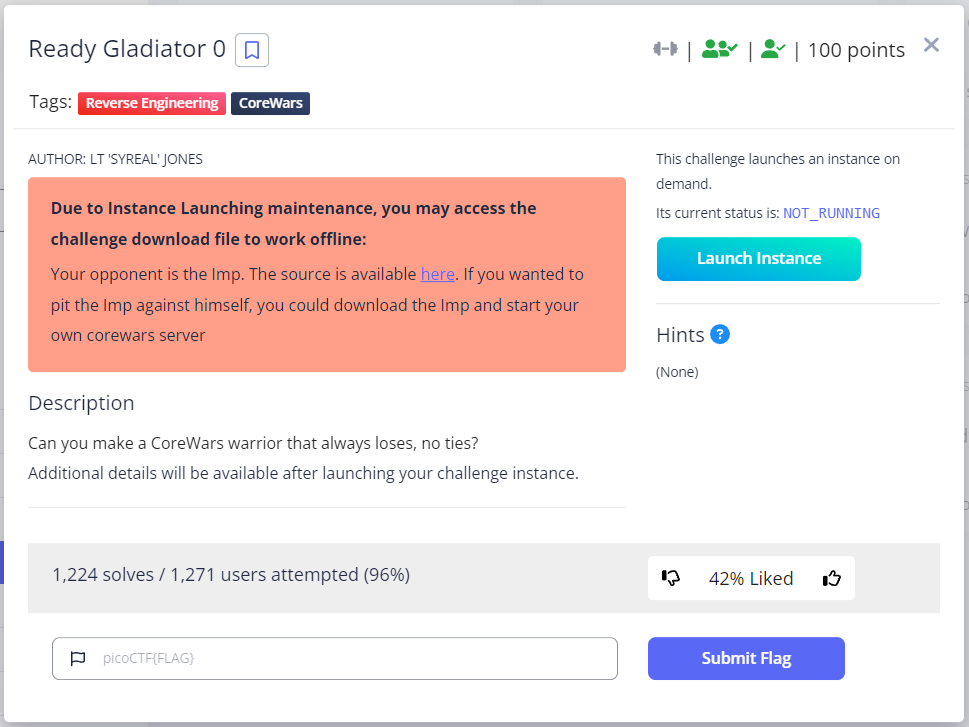 Ready Gladiator 0
| | 100 points
Tags: Reverse Engineering CoreWars
AUTHOR: LT 'SYREAL' JONES
Due to Instance Launching maintenance, you may access the
challenge download file to work offline:
Your opponent is the Imp. The source is available here. If you wanted to
pit the Imp against himself, you could download the Imp and start your
own corewars server
Description
Can you make a CoreWars warrior that always loses, no ties?
Additional details will be available after launching your challenge instance.
This challenge launches an instance on
demand.
Its current status is: NOT_RUNNING
Launch Instance
Hints ?
(None)
1,224 solves / 1,271 users attempted (96%)
42% Liked
picoCTF{FLAG}
Submit Flag